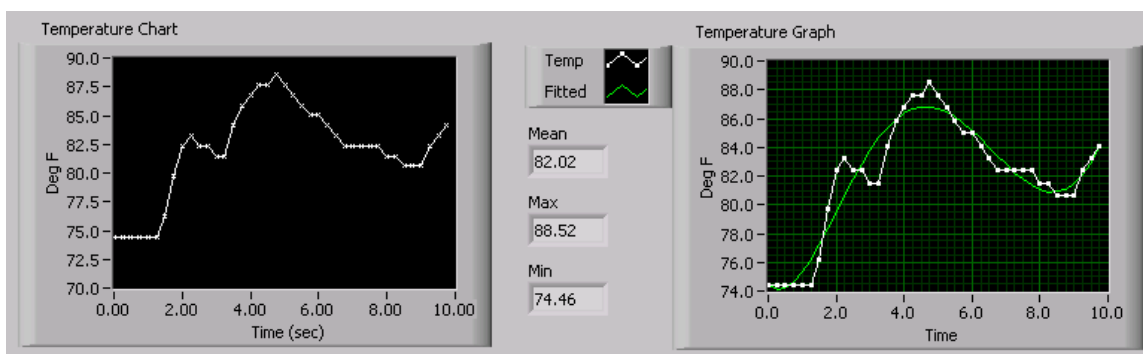 Temperature Chart
90.0
87.5
85.0
82.5
80.0
77.5
75.0
72.5
70.0
Deg F
0.00 2.00 4.00 6.00 8.00 10.00
Time (sec)
Temp
Fitted
Mean
82.02
Max
88.52
Min
74.46
Temperature Graph
90.0
88.0
86.0
84.0
82.0
80.0
78.0
76.0
74.0
Deg F
0.0 2.0 4.0 6.0 8.0 10.0
Time